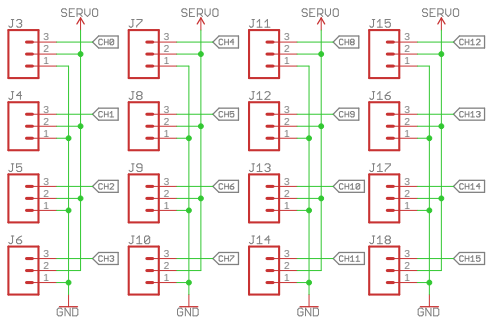 SERVO SERVO SERVO SERVO
J3 J7 J11 J15
3 CH0 3 CH4 3 CH8 3 CH12
2 2 2 2
1 1 1 1
J4 J8 J12 J16
3 CH1 3 CH5 3 CH9 3 CH13
2 2 2 2
1 1 1 1
J5 J9 J13 J17
3 CH2 3 CH6 3 CH10 3 CH14
2 2 2 2
1 1 1 1
J6 J10 J14 J18
3 CH3 3 CH7 3 CH11 3 CH15
2 2 2 2
1 1 1 1
GND GND GND GND